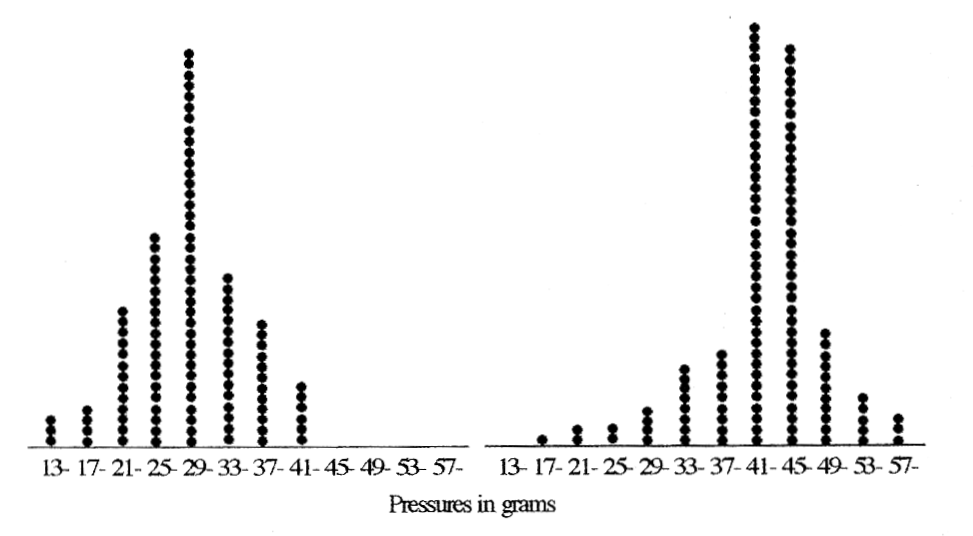 13- 17- 21- 25- 29- 33- 37- 41- 45- 49- 53- 57- 13- 17- 21- 25- 29- 33- 37- 41- 45- 49- 53- 57-
Pressures in grams